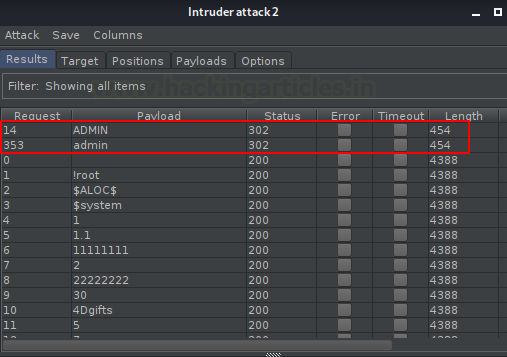 Intruder attack 2
Attack Save Columns
Results Target Positions Payloads Options
Filter: Showing all items
www.hackingarticles.in
Request Payload Status Error Timeout Length
14 ADMIN 302 454
353 admin 302 454
0 200 4388
1 !root 200 4388
2 $ALOC$ 200 4388
3 $system 200 4388
4 1 200 4388
5 1.1 200 4388
6 11111111 200 4388
7 2 200 4388
8 22222222 200 4388
9 30 200 4388
10 4Dgifts 200 4388
11 5 200 4388